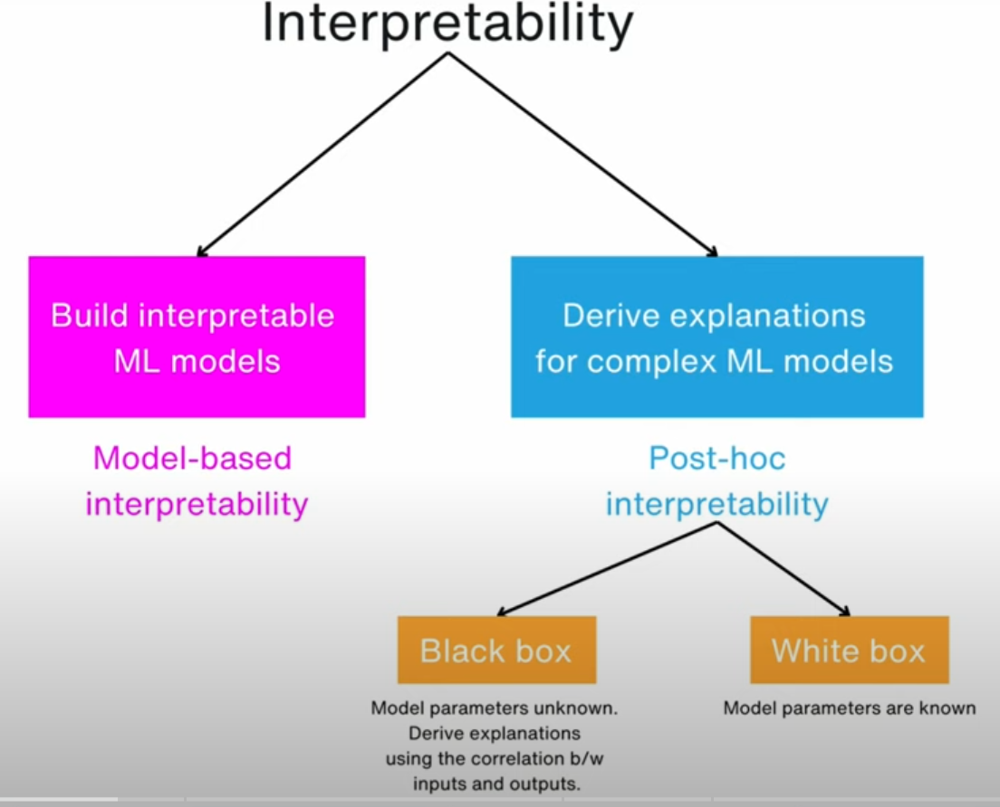 Interpretability
Build interpretable
ML models
Derive explanations
for complex ML models
Model-based
interpretability
Post-hoc
interpretability
Black box
White box
Model parameters unknown.
Derive explanations
using the correlation b/w
inputs and outputs.
Model parameters are known